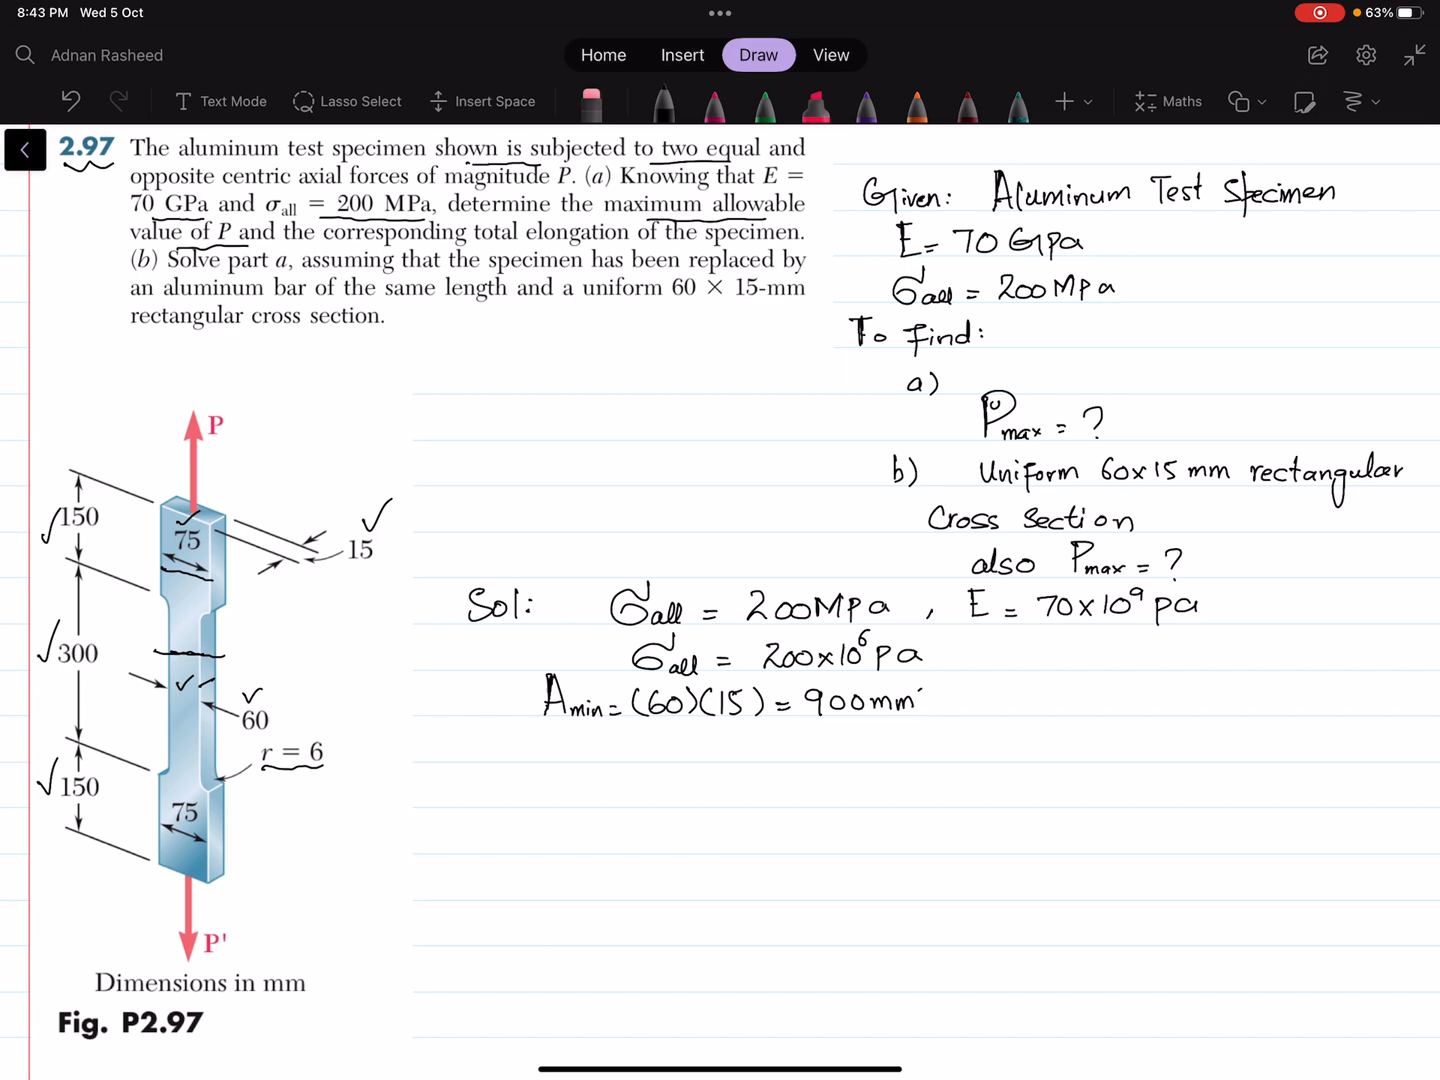 8:43 PM Wed 5 Oct
63%
Adnan Rasheed
Home Insert Draw View
Text Mode Lasso Select Insert Space Maths
2.97 The aluminum test specimen shown is subjected to two equal and
opposite centric axial forces of magnitude P. (a) Knowing that E =
70 GPa and σall = 200 MPa, determine the maximum allowable
value of P and the corresponding total elongation of the specimen.
(b) Solve part a, assuming that the specimen has been replaced by
an aluminum bar of the same length and a uniform 60 × 15-mm
rectangular cross section.
Given: Aluminum Test Specimen
E = 70 GPa
σall = 200 MPa
To find:
a)
Pmax = ?
b) Uniform 60x15 mm rectangular
Cross Section
also Pmax = ?
Sol: σall = 200MPa , E = 70x10⁹ pa
σall = 200x10⁶ pa
Amin = (60)(15) = 900mm
P
150
75
15
300
60
r = 6
150
75
P'
Dimensions in mm
Fig. P2.97